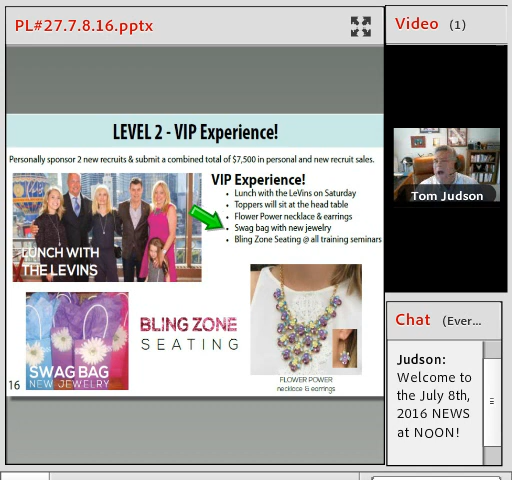 PL#27.7.8.16.pptx
LEVEL 2 - VIP Experience!
Personally sponsor 2 new recruits & submit a combined total of $7,500 in personal and new recruit sales.
VIP Experience!
• Lunch with the LeVins on Saturday
• Toppers will sit at the head table
• Flower Power necklace & earrings
• Swag bag with new jewelry
• Bling Zone Seating @ all training seminars
LUNCH WITH
THE LEVINS
SWAG BAG
NEW JEWELRY
BLING ZONE
SEATING
FLOWER POWER
necklace & earrings
16
Video (1)
Tom Judson
Chat (Ever...
Judson:
Welcome to
the July 8th,
2016 NEWS
at NOON!